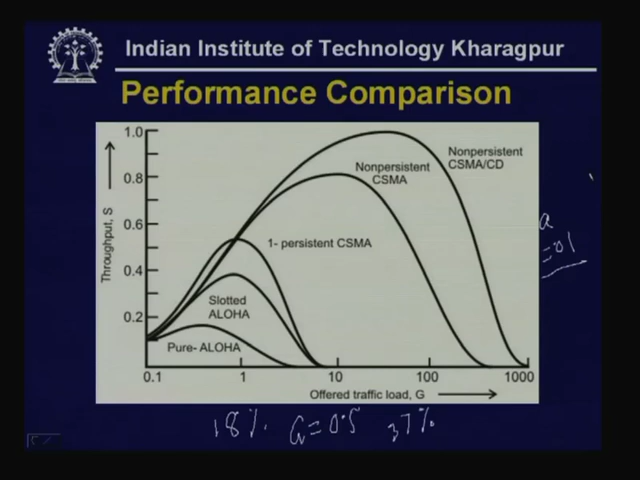 Indian Institute of Technology Kharagpur
Performance Comparison
1.0
0.8
0.6
0.4
0.2
Throughput, S
Nonpersistent
CSMA/CD
Nonpersistent
CSMA
1- persistent CSMA
Slotted
ALOHA
Pure- ALOHA
0.1
1
10
100
1000
Offered traffic load, G
a
=.01
18%. G=0.5 37%